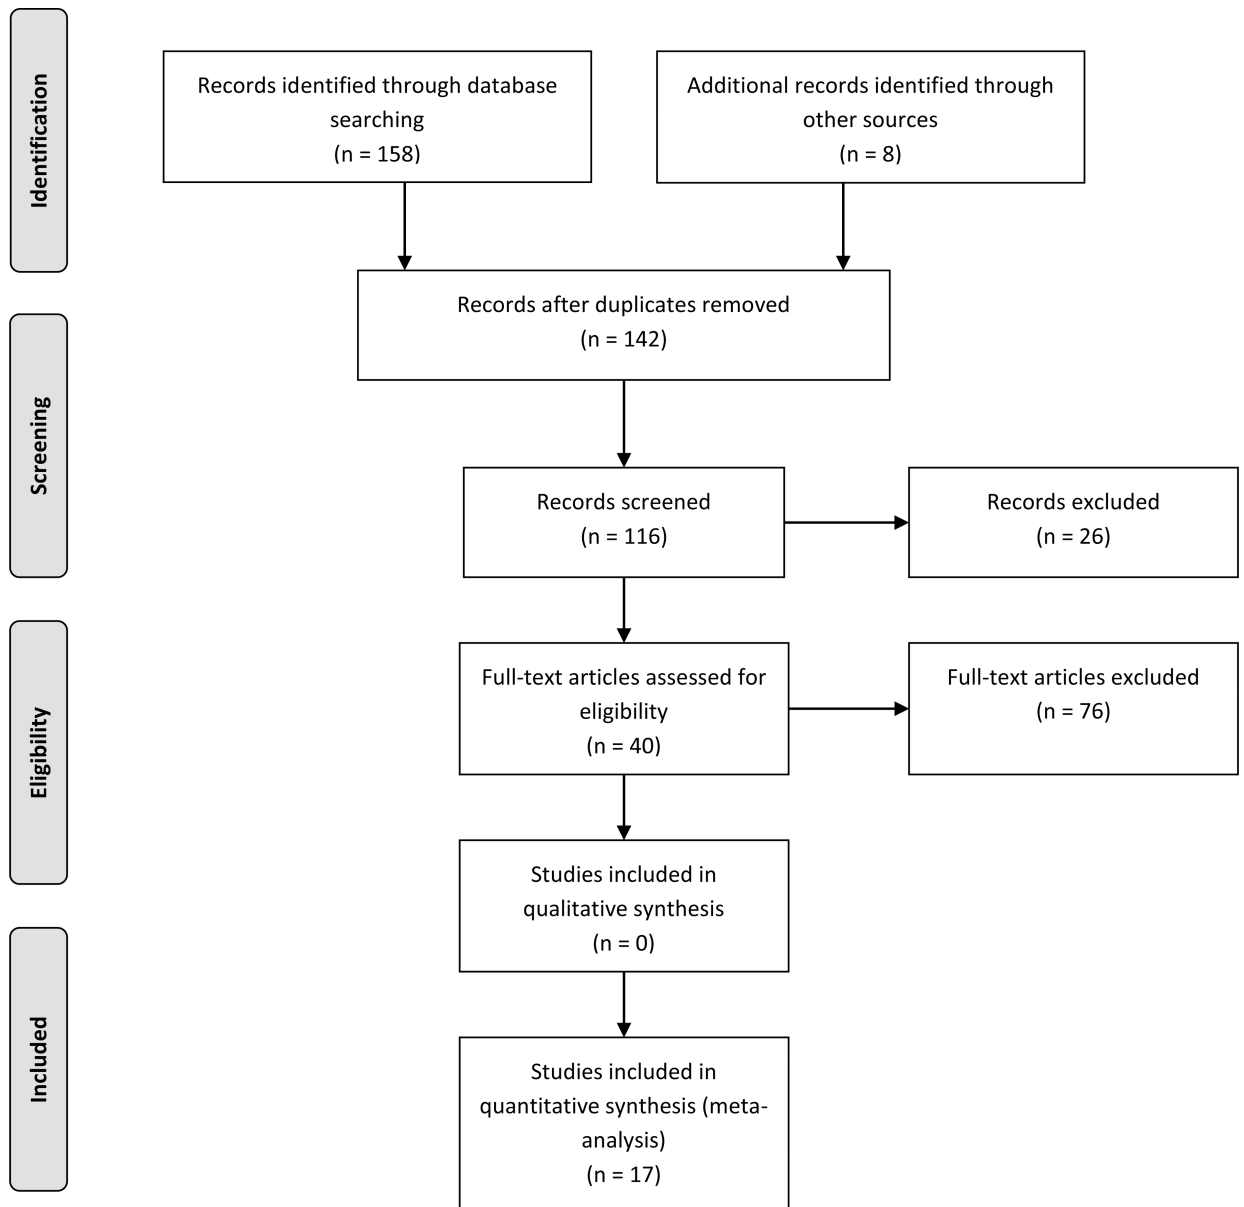 Identification
Records identified through database
searching
(n = 158)
Additional records identified through
other sources
(n = 8)
Records after duplicates removed
(n = 142)
Screening
Records screened
(n = 116)
Records excluded
(n = 26)
Eligibility
Full-text articles assessed for
eligibility
(n = 40)
Full-text articles excluded
(n = 76)
Studies included in
qualitative synthesis
(n = 0)
Included
Studies included in
quantitative synthesis (meta-
analysis)
(n = 17)